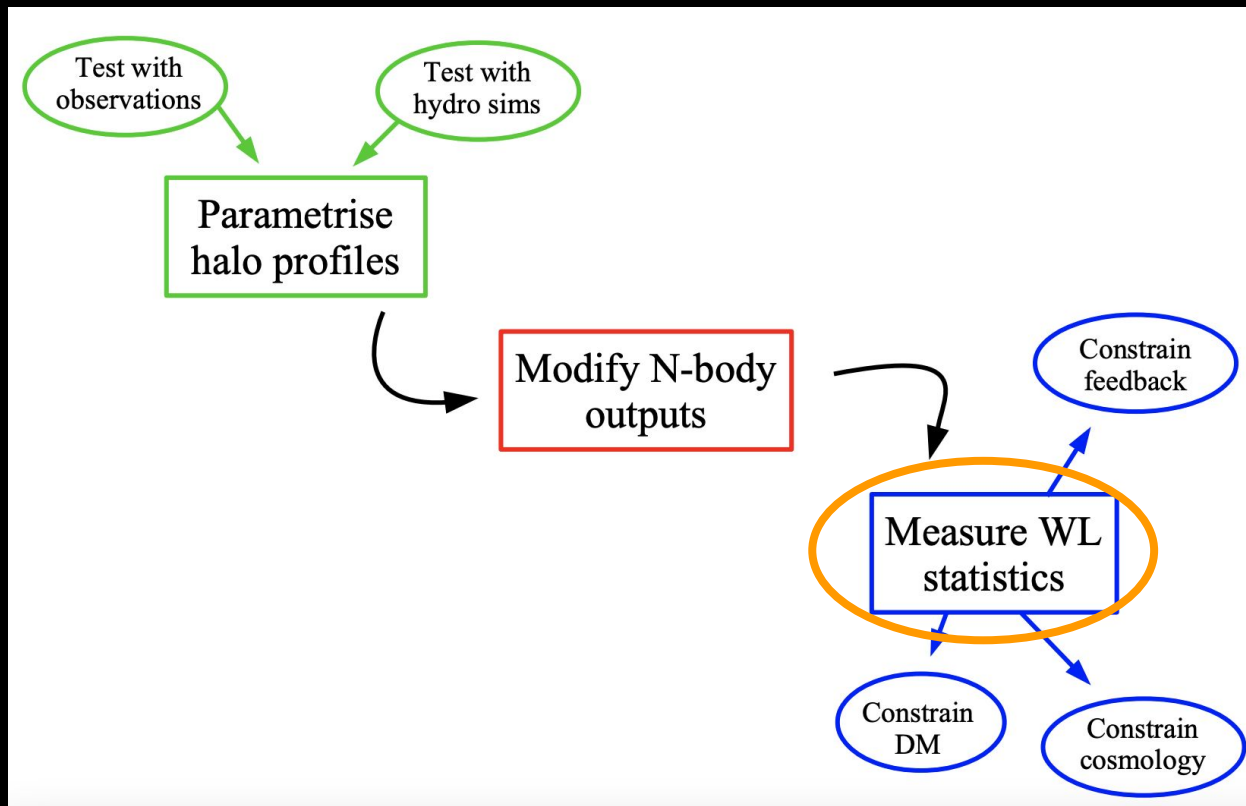 Test with
observations
Test with
hydro sims
Parametrise
halo profiles
Modify N-body
outputs
Constrain
feedback
Measure WL
statistics
Constrain
DM
Constrain
cosmology